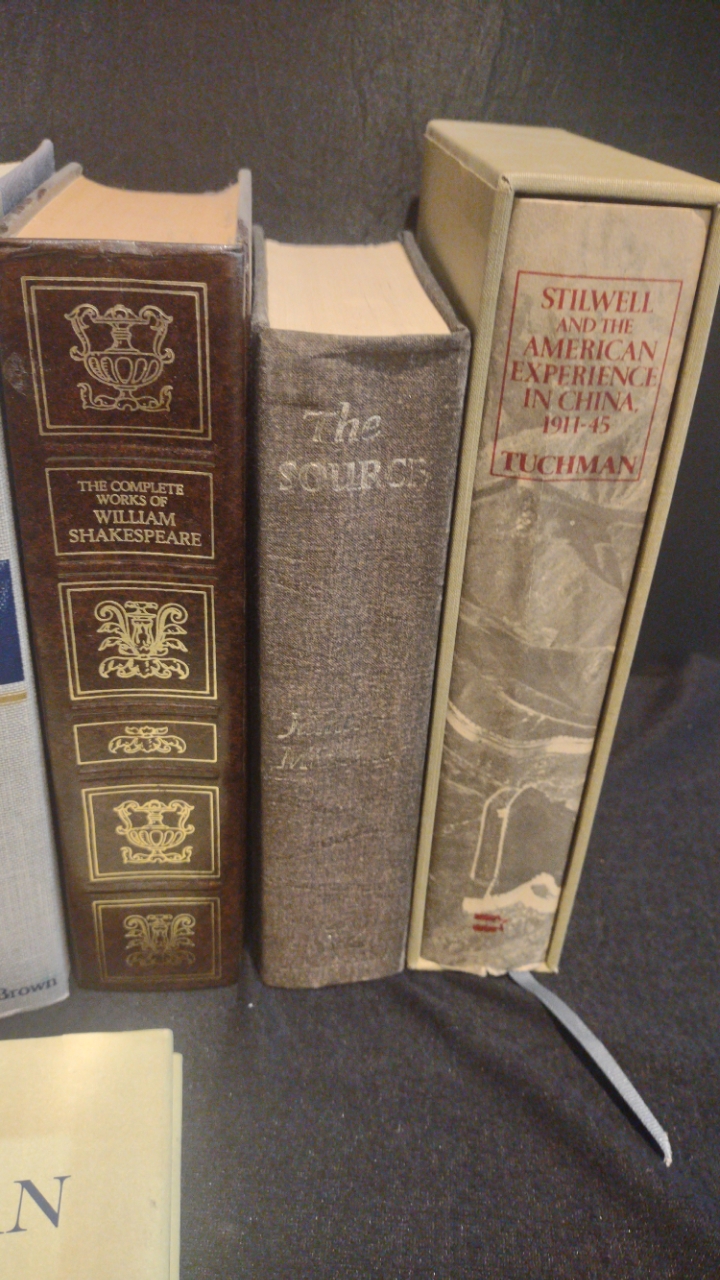 THE COMPLETE
WORKS OF
WILLIAM
SHAKESPEARE
The
SOURCE
STILWELL
AND THE
AMERICAN
EXPERIENCE
IN CHINA,
1911-45
TUCHMAN
Brown
AN